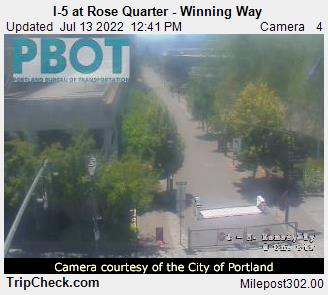 I-5 at Rose Quarter - Winning Way
Updated Jul 13 2022 12:41 PM Camera 4
PBOT
PORTLAND BUREAU OF TRANSPORTATION
Camera courtesy of the City of Portland
TripCheck.com Milepost302.00